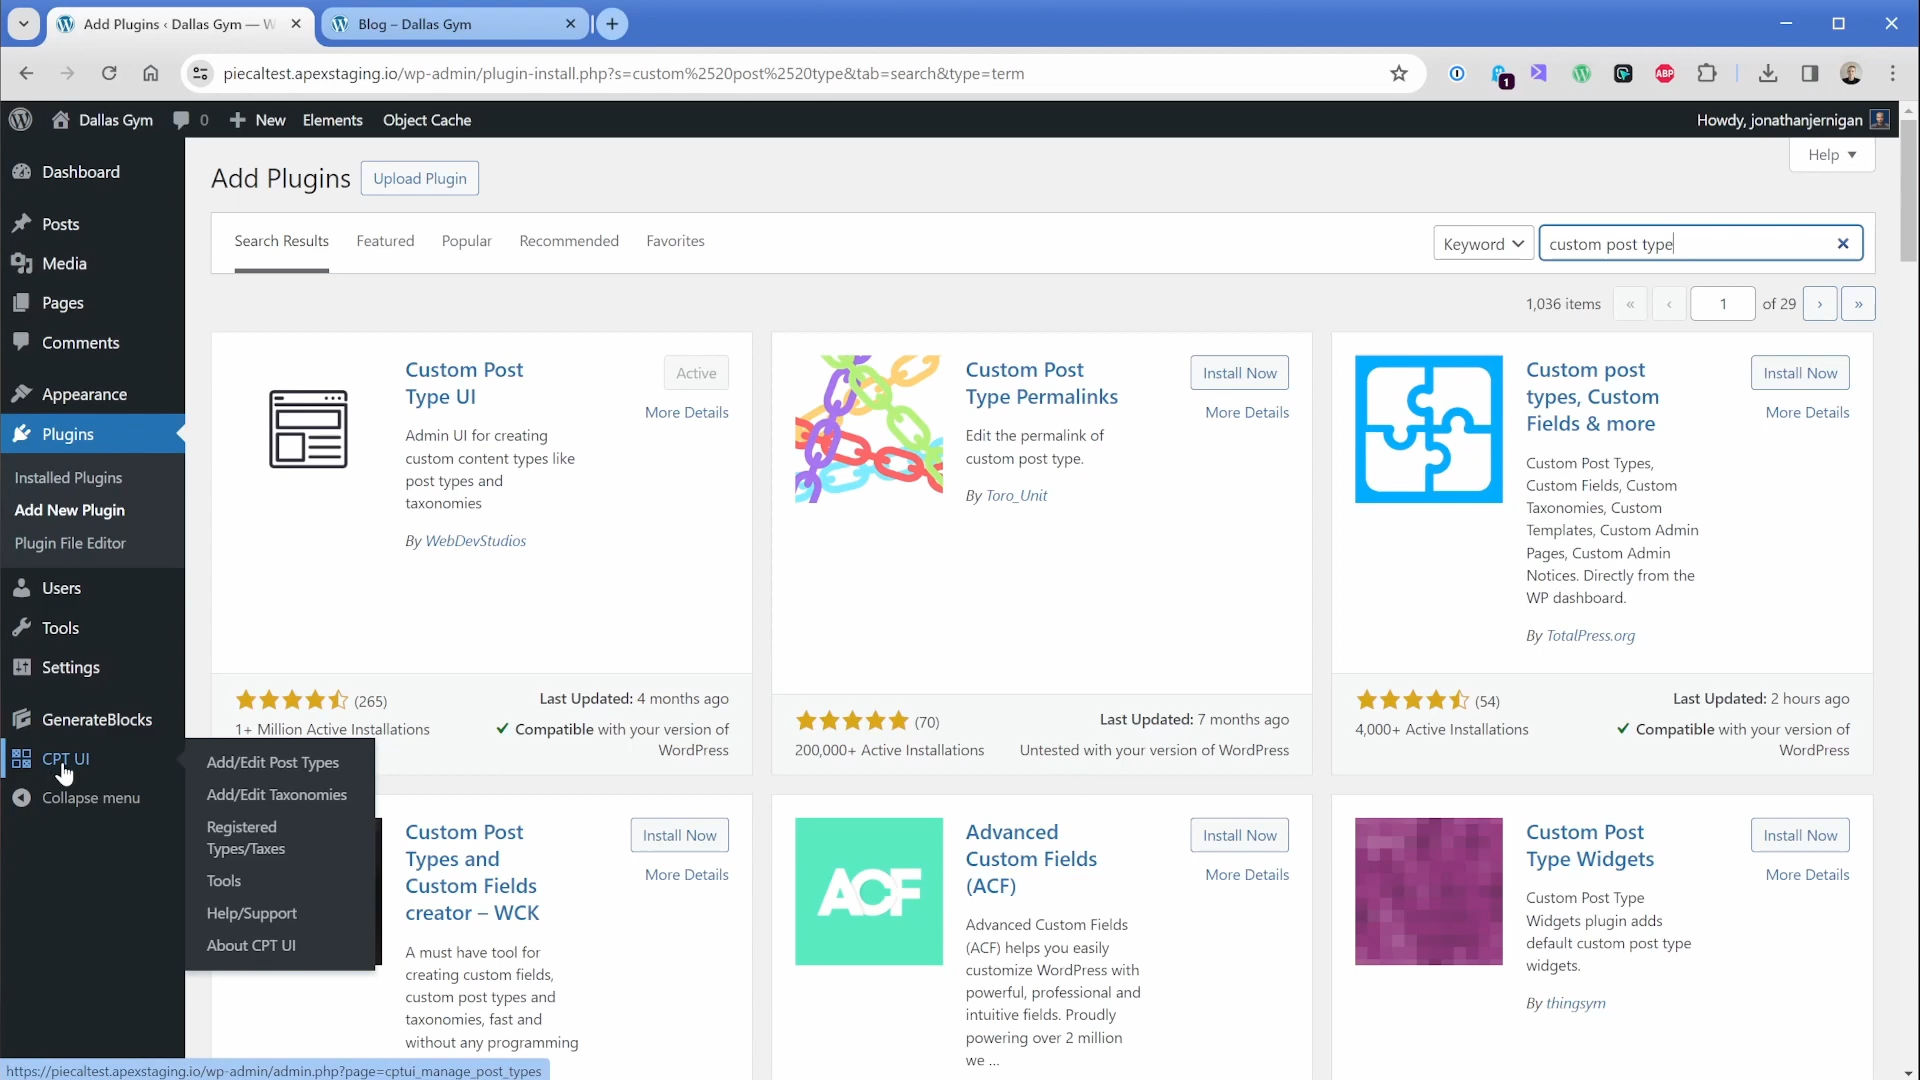 Add Plugins ‹ Dallas Gym — W
Blog – Dallas Gym
piecaltest.apexstaging.io/wp-admin/plugin-install.php?s=custom%2520post%2520type&tab=search&type=term
1
ABP
Dallas Gym
0
New
Elements
Object Cache
Howdy, jonathanjernigan
Dashboard
Posts
Media
Pages
Comments
Appearance
Plugins
Installed Plugins
Add New Plugin
Plugin File Editor
Users
Tools
Settings
GenerateBlocks
CPT UI
Collapse menu
Add/Edit Post Types
Add/Edit Taxonomies
Registered
Types/Taxes
Tools
Help/Support
About CPT UI
Help
Add Plugins
Upload Plugin
Search Results
Featured
Popular
Recommended
Favorites
Keyword
custom post type
1,036 items
«
‹
1
of 29
›
»
Custom Post
Type UI
Active
More Details
Admin UI for creating
custom content types like
post types and
taxonomies
By WebDevStudios
(265)
1+ Million Active Installations
Last Updated: 4 months ago
Compatible with your version of
WordPress
Custom Post
Type Permalinks
Install Now
More Details
Edit the permalink of
custom post type.
By Toro_Unit
(70)
200,000+ Active Installations
Last Updated: 7 months ago
Untested with your version of WordPress
Custom post
types, Custom
Fields & more
Install Now
More Details
Custom Post Types,
Custom Fields, Custom
Taxonomies, Custom
Templates, Custom Admin
Pages, Custom Admin
Notices. Directly from the
WP dashboard.
By TotalPress.org
(54)
4,000+ Active Installations
Last Updated: 2 hours ago
Compatible with your version of
WordPress
Custom Post
Types and
Custom Fields
creator – WCK
Install Now
More Details
A must have tool for
creating custom fields,
custom post types and
taxonomies, fast and
without any programming
ACF
Advanced
Custom Fields
(ACF)
Install Now
More Details
Advanced Custom Fields
(ACF) helps you easily
customize WordPress with
powerful, professional and
intuitive fields. Proudly
powering over 2 million
we ...
Custom Post
Type Widgets
Install Now
More Details
Custom Post Type
Widgets plugin adds
default custom post type
widgets.
By thingsym
https://piecaltest.apexstaging.io/wp-admin/admin.php?page=cptui_manage_post_types